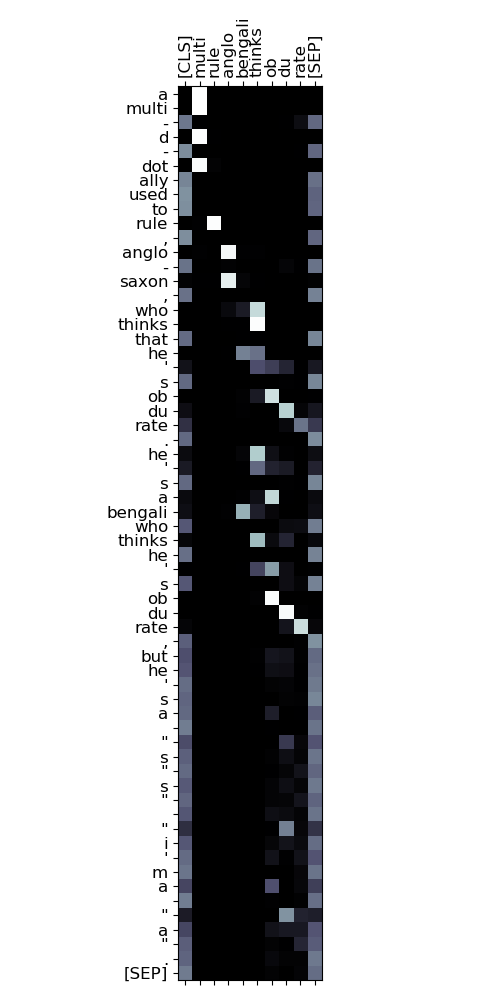 [CLS]
multi
rule
anglo
bengali
thinks
ob
du
rate
[SEP]
a
multi
-
d
-
dot
ally
used
to
rule
,
anglo
-
saxon
,
who
thinks
that
he
'
s
ob
du
rate
.
he
'
s
a
bengali
who
thinks
he
'
s
ob
du
rate
,
but
he
'
s
a
"
s
"
s
"
"
i
'
m
a
"
a
"
.
[SEP]